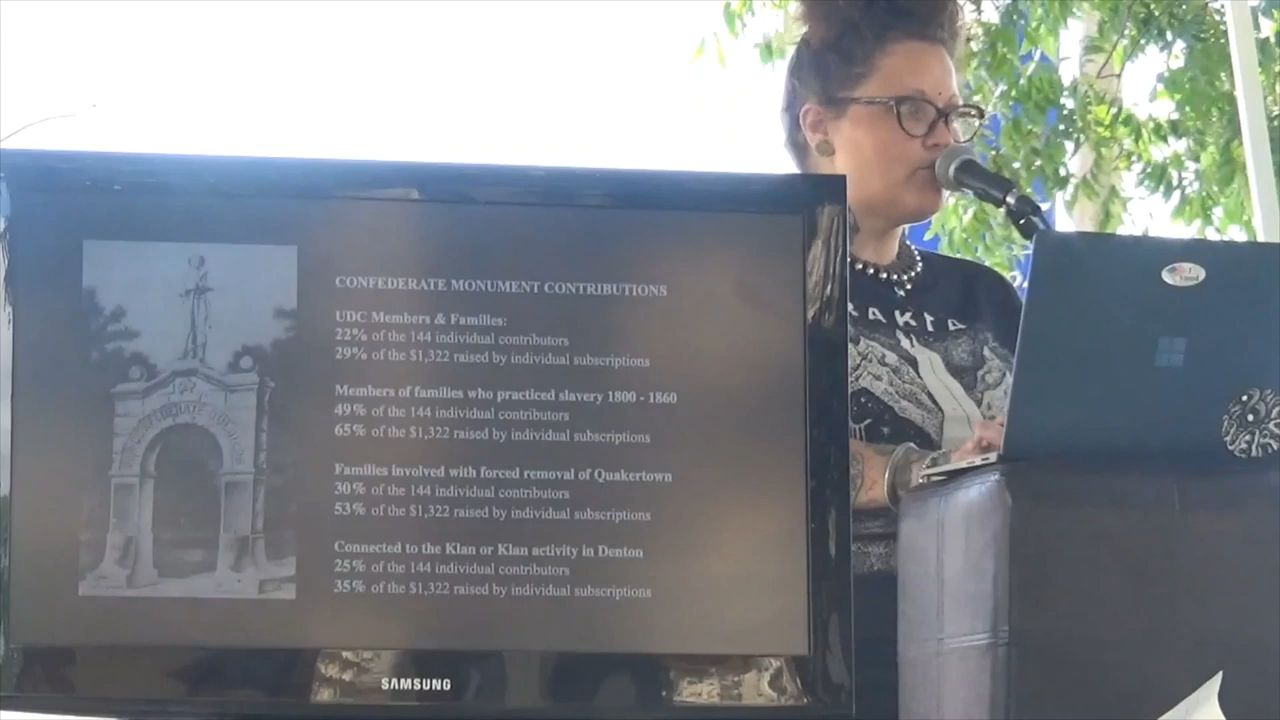 CONFEDERATE MONUMENT CONTRIBUTIONS
UDC Members & Families:
22% of the 144 individual contributors
29% of the $1,322 raised by individual subscriptions
Members of families who practiced slavery 1800 - 1860
49% of the 144 individual contributors
65% of the $1,322 raised by individual subscriptions
Families involved with forced removal of Quakertown
30% of the 144 individual contributors
53% of the $1,322 raised by individual subscriptions
Connected to the Klan or Klan activity in Denton
25% of the 144 individual contributors
35% of the $1,322 raised by individual subscriptions
SAMSUNG
I Voted